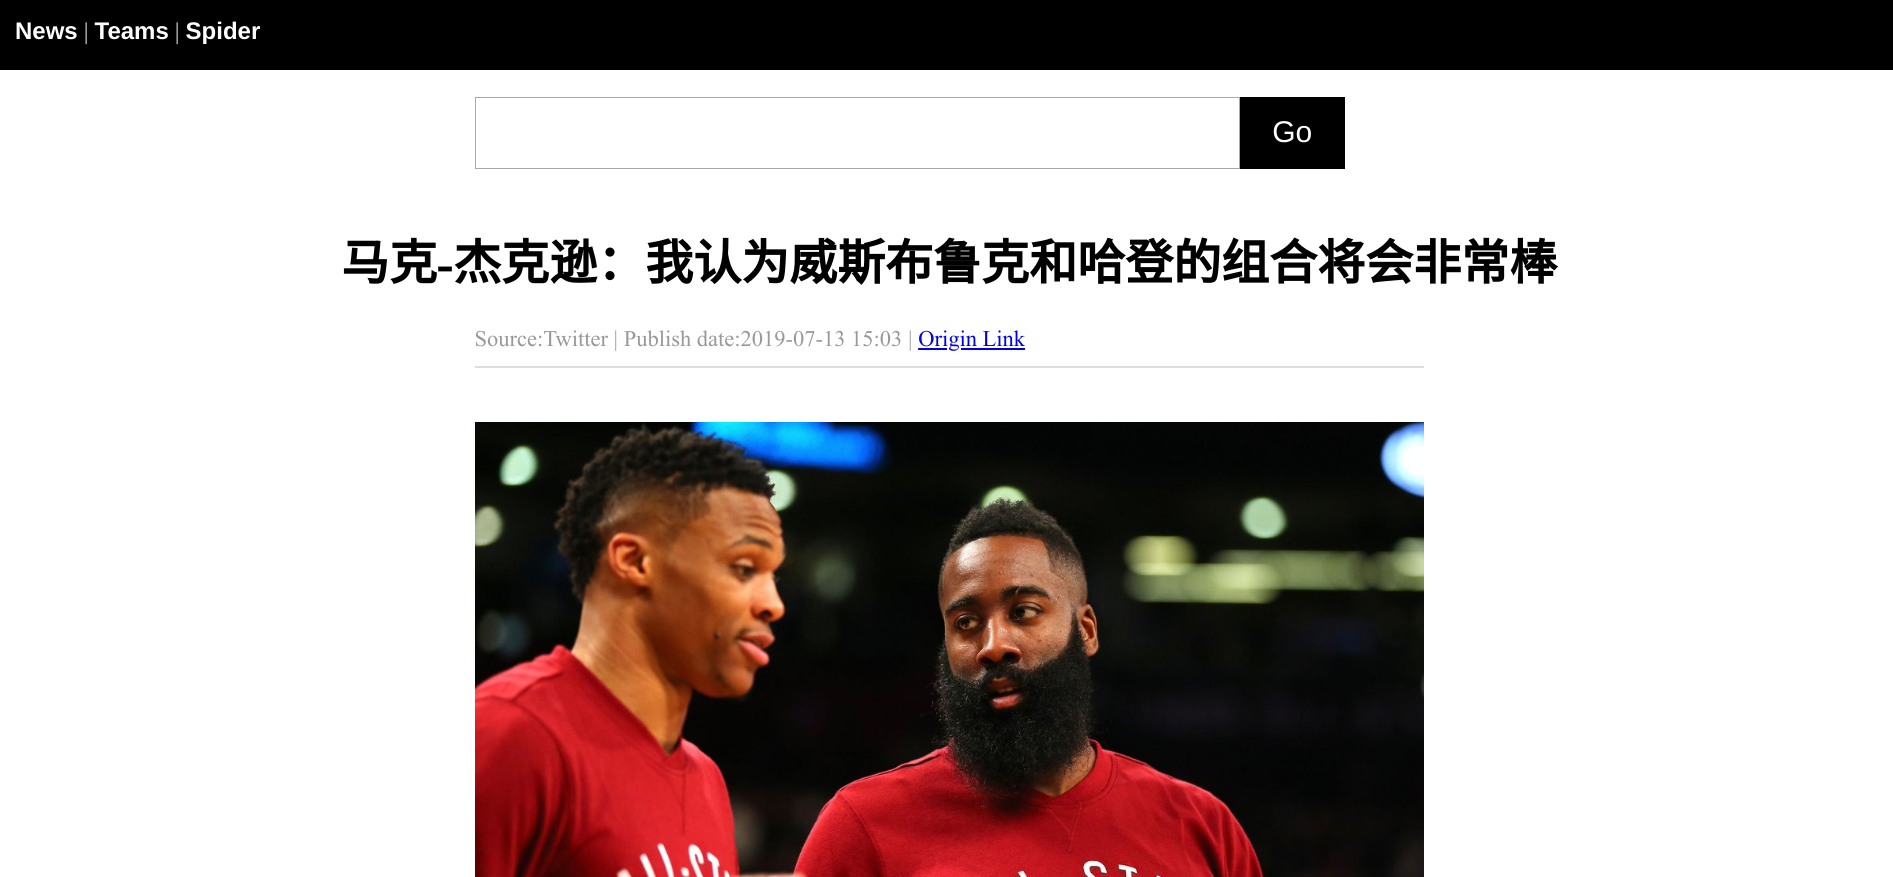 News | Teams | Spider
Go
马克-杰克逊：我认为威斯布鲁克和哈登的组合将会非常棒
Source:Twitter | Publish date:2019-07-13 15:03 | Origin Link